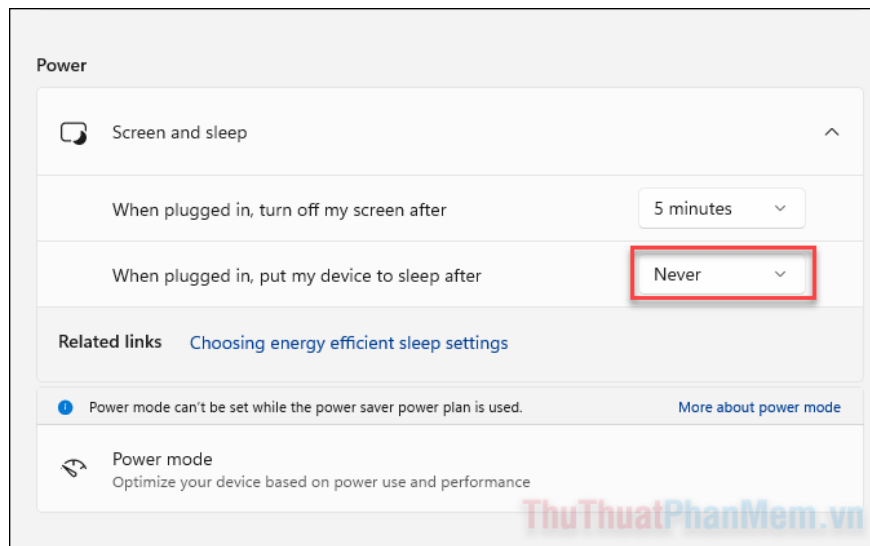 Power
Screen and sleep
When plugged in, turn off my screen after
5 minutes
When plugged in, put my device to sleep after
Never
Related links Choosing energy efficient sleep settings
Power mode can't be set while the power saver power plan is used. More about power mode
Power mode
Optimize your device based on power use and performance
ThuThuatPhanMem.vn